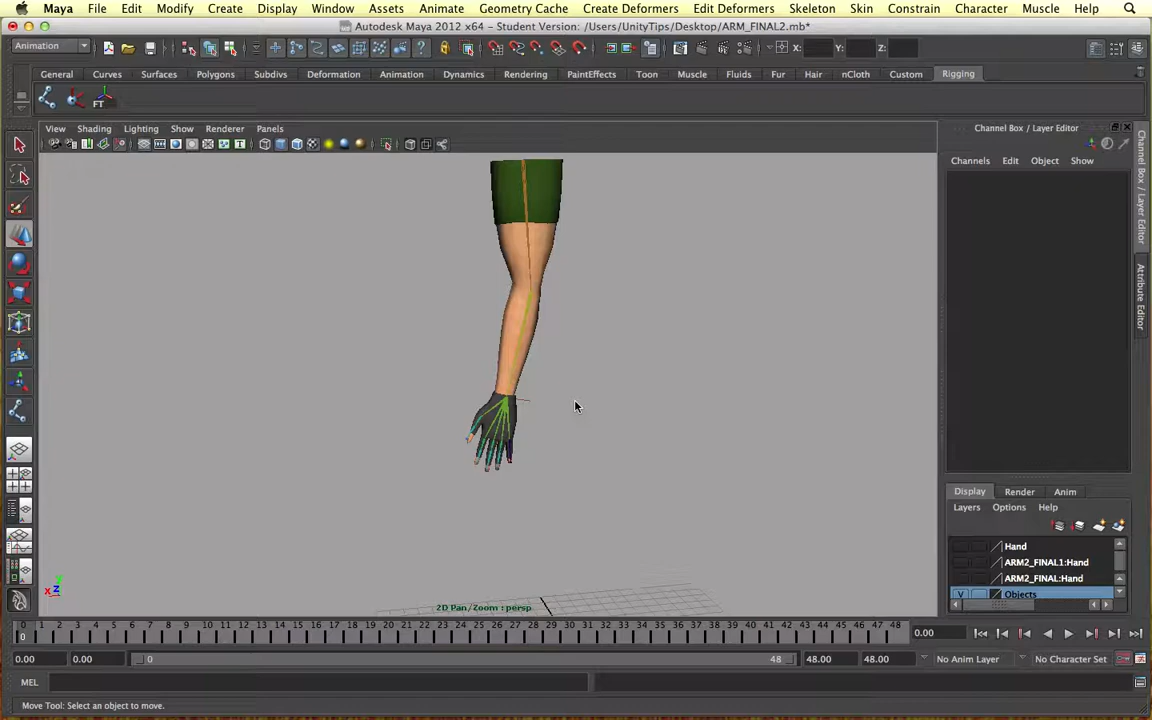 Maya File Edit Modify Create Display Window Assets Animate Geometry Cache Create Deformers Edit Deformers Skeleton Skin Constrain Character Muscle Help
Autodesk Maya 2012 x64 – Student Version: /Users/UnityTips/Desktop/ARM_FINAL2.mb*
Animation X: Y: Z:
General Curves Surfaces Polygons Subdivs Deformation Animation Dynamics Rendering PaintEffects Toon Muscle Fluids Fur Hair nCloth Custom Rigging
FT
View Shading Lighting Show Renderer Panels
Channel Box / Layer Editor
Channels Edit Object Show
Channel Box / Layer Editor
Attribute Editor
Display Render Anim
Layers Options Help
Hand
ARM2_FINAL1:Hand
ARM2_FINAL:Hand
V Objects
2D Pan/Zoom : persp
0 1 2 3 4 5 6 7 8 9 10 11 12 13 14 15 16 17 18 19 20 21 22 23 24 25 26 27 28 29 30 31 32 33 34 35 36 37 38 39 40 41 42 43 44 45 46 47 48
0 0.00
0.00 0.00 0 48 48.00 48.00 No Anim Layer No Character Set
MEL
Move Tool: Select an object to move.